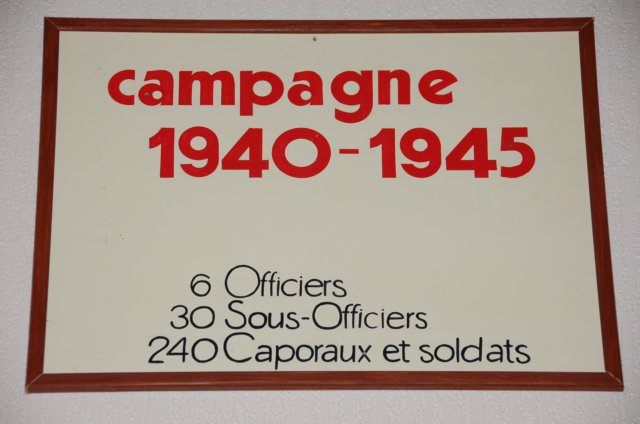 campagne
1940-1945
6 Officiers
30 Sous-Officiers
240 Caporaux et soldats